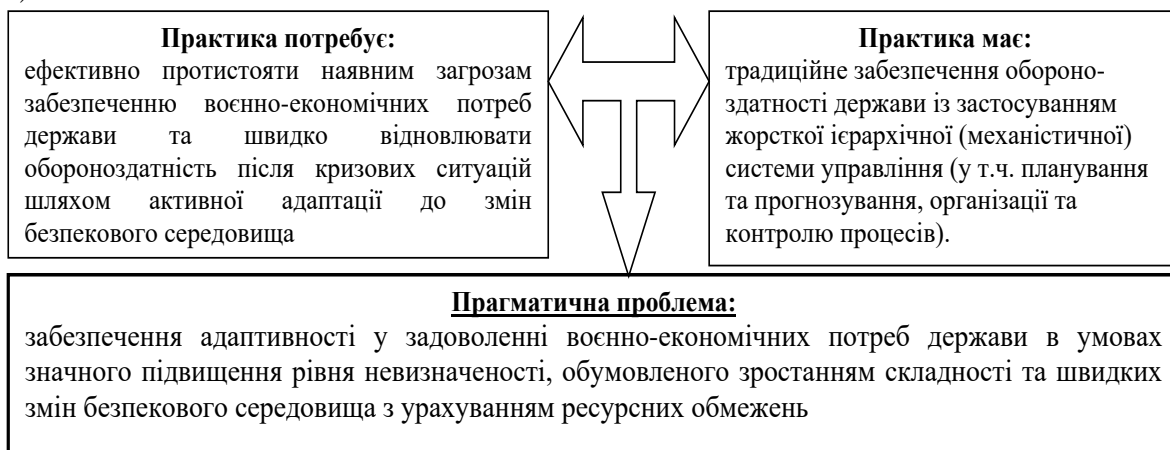 Практика потребує:
ефективно протистояти наявним загрозам
забезпеченню воєнно-економічних потреб
держави та швидко відновлювати
обороноздатність після кризових ситуацій
шляхом активної адаптації до змін
безпекового середовища
Практика має:
традиційне забезпечення обороно-
здатності держави із застосуванням
жорсткої ієрархічної (механістичної)
системи управління (у т.ч. планування
та прогнозування, організації та
контролю процесів).
Прагматична проблема:
забезпечення адаптивності у задоволенні воєнно-економічних потреб держави в умовах
значного підвищення рівня невизначеності, обумовленого зростанням складності та швидких
змін безпекового середовища з урахуванням ресурсних обмежень